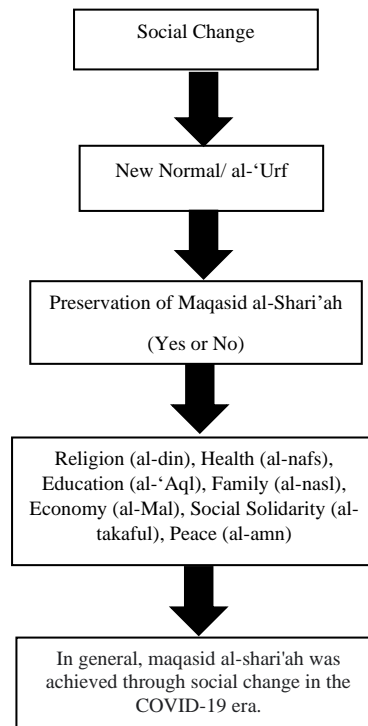 Social Change
New Normal/ al-‘Urf
Preservation of Maqasid al-Shari’ah
(Yes or No)
Religion (al-din), Health (al-nafs),
Education (al-‘Aql), Family (al-nasl),
Economy (al-Mal), Social Solidarity (al-
takaful), Peace (al-amn)
In general, maqasid al-shari'ah was
achieved through social change in the
COVID-19 era.